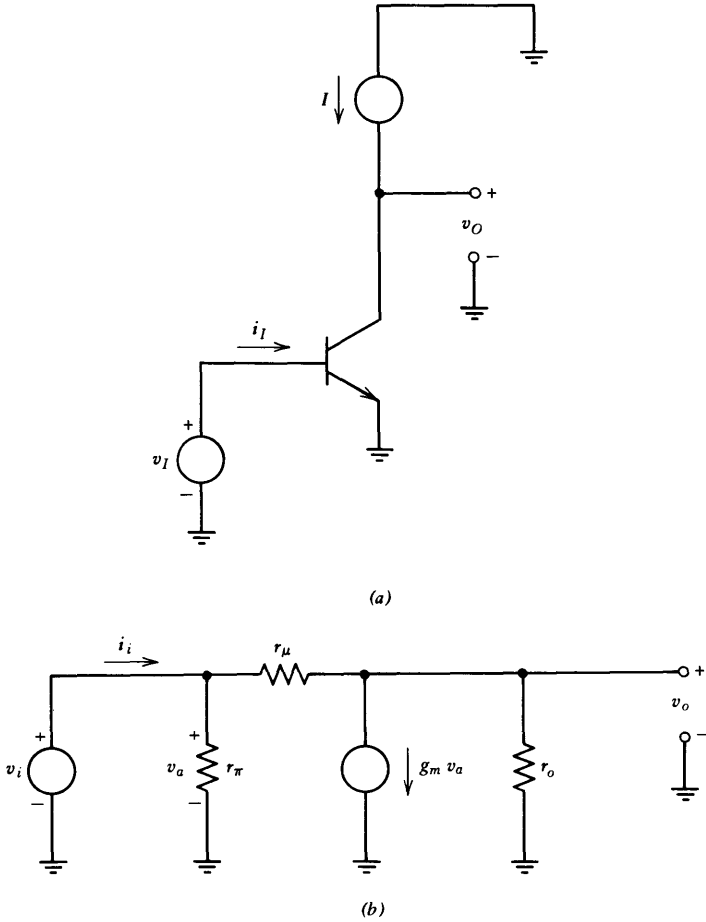 I
+
v_O
−
i_I
+
v_I
−
(a)
i_i
r_μ
+
v_o
−
+
v_i
−
+
v_a
−
r_π
g_m v_a
r_o
(b)